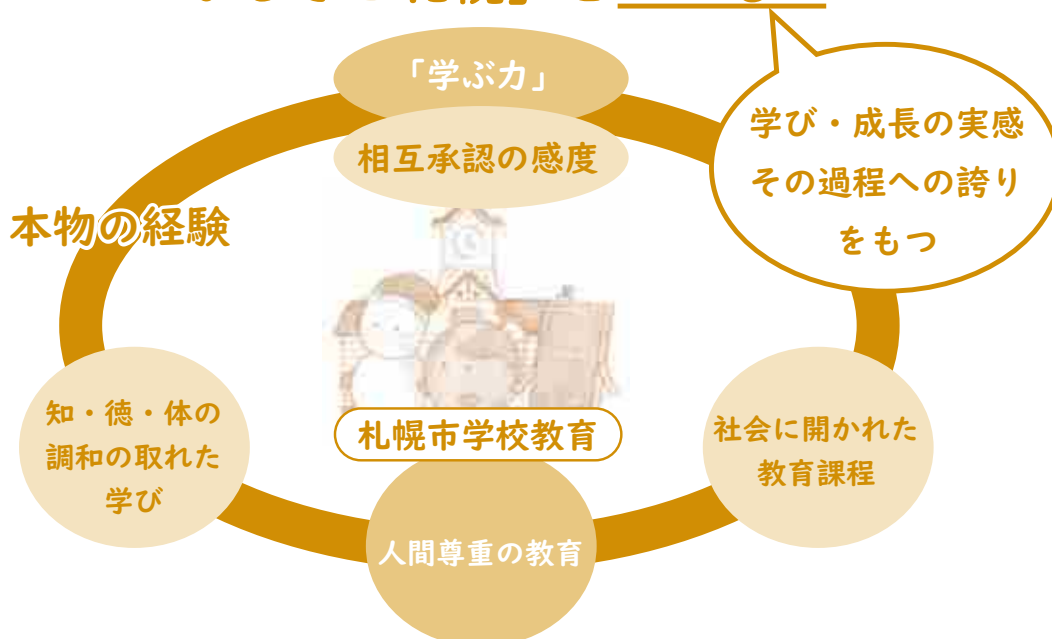 「学ぶ力」
相互承認の感度
学び・成長の実感
その過程への誇り
をもつ
本物の経験
知・徳・体の
調和の取れた
学び
札幌市学校教育
社会に開かれた
教育課程
人間尊重の教育